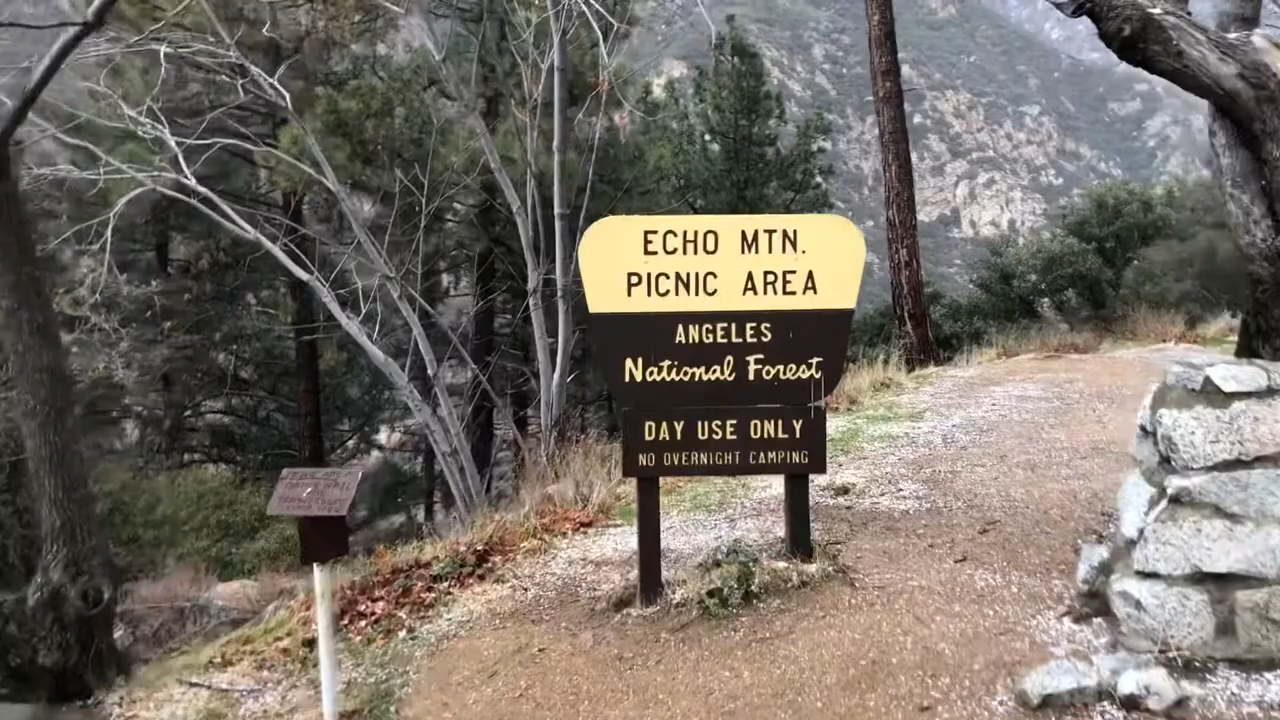 ECHO MTN.
PICNIC AREA
ANGELES
National Forest
DAY USE ONLY
NO OVERNIGHT CAMPING